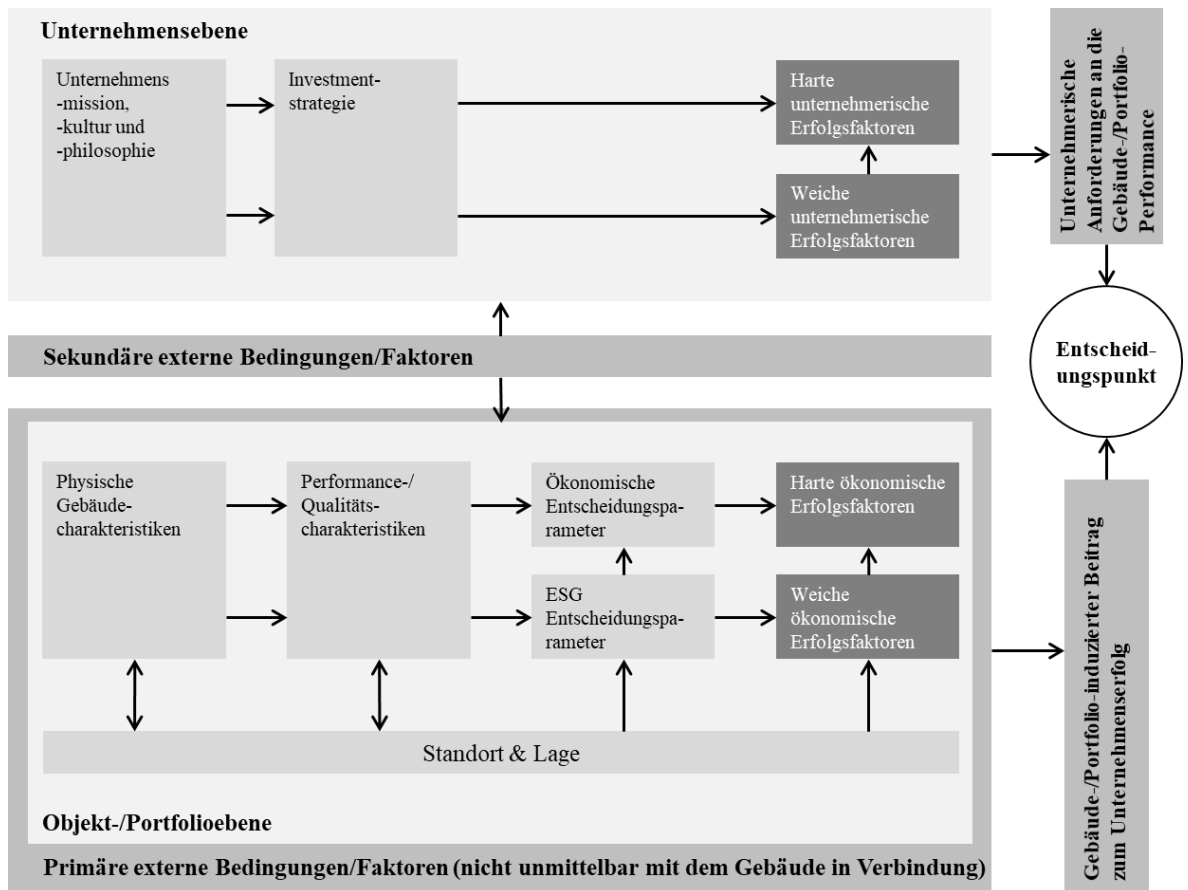 Unternehmensebene
Unternehmens
-mission,
-kultur und
-philosophie
Investment-
strategie
Harte
unternehmerische
Erfolgsfaktoren
Weiche
unternehmerische
Erfolgsfaktoren
Unternehmerische
Anforderungen an die
Gebäude-/Portfolio-
Performance
Sekundäre externe Bedingungen/Faktoren
Entscheid-
ungspunkt
Physische
Gebäude-
charakteristiken
Performance-/
Qualitäts-
charakteristiken
Ökonomische
Entscheidungspa-
rameter
Harte ökonomische
Erfolgsfaktoren
ESG
Entscheidungspa-
rameter
Weiche
ökonomische
Erfolgsfaktoren
Standort & Lage
Objekt-/Portfolioebene
Primäre externe Bedingungen/Faktoren (nicht unmittelbar mit dem Gebäude in Verbindung)
Gebäude-/Portfolio-induzierter Beitrag
zum Unternehmenserfolg